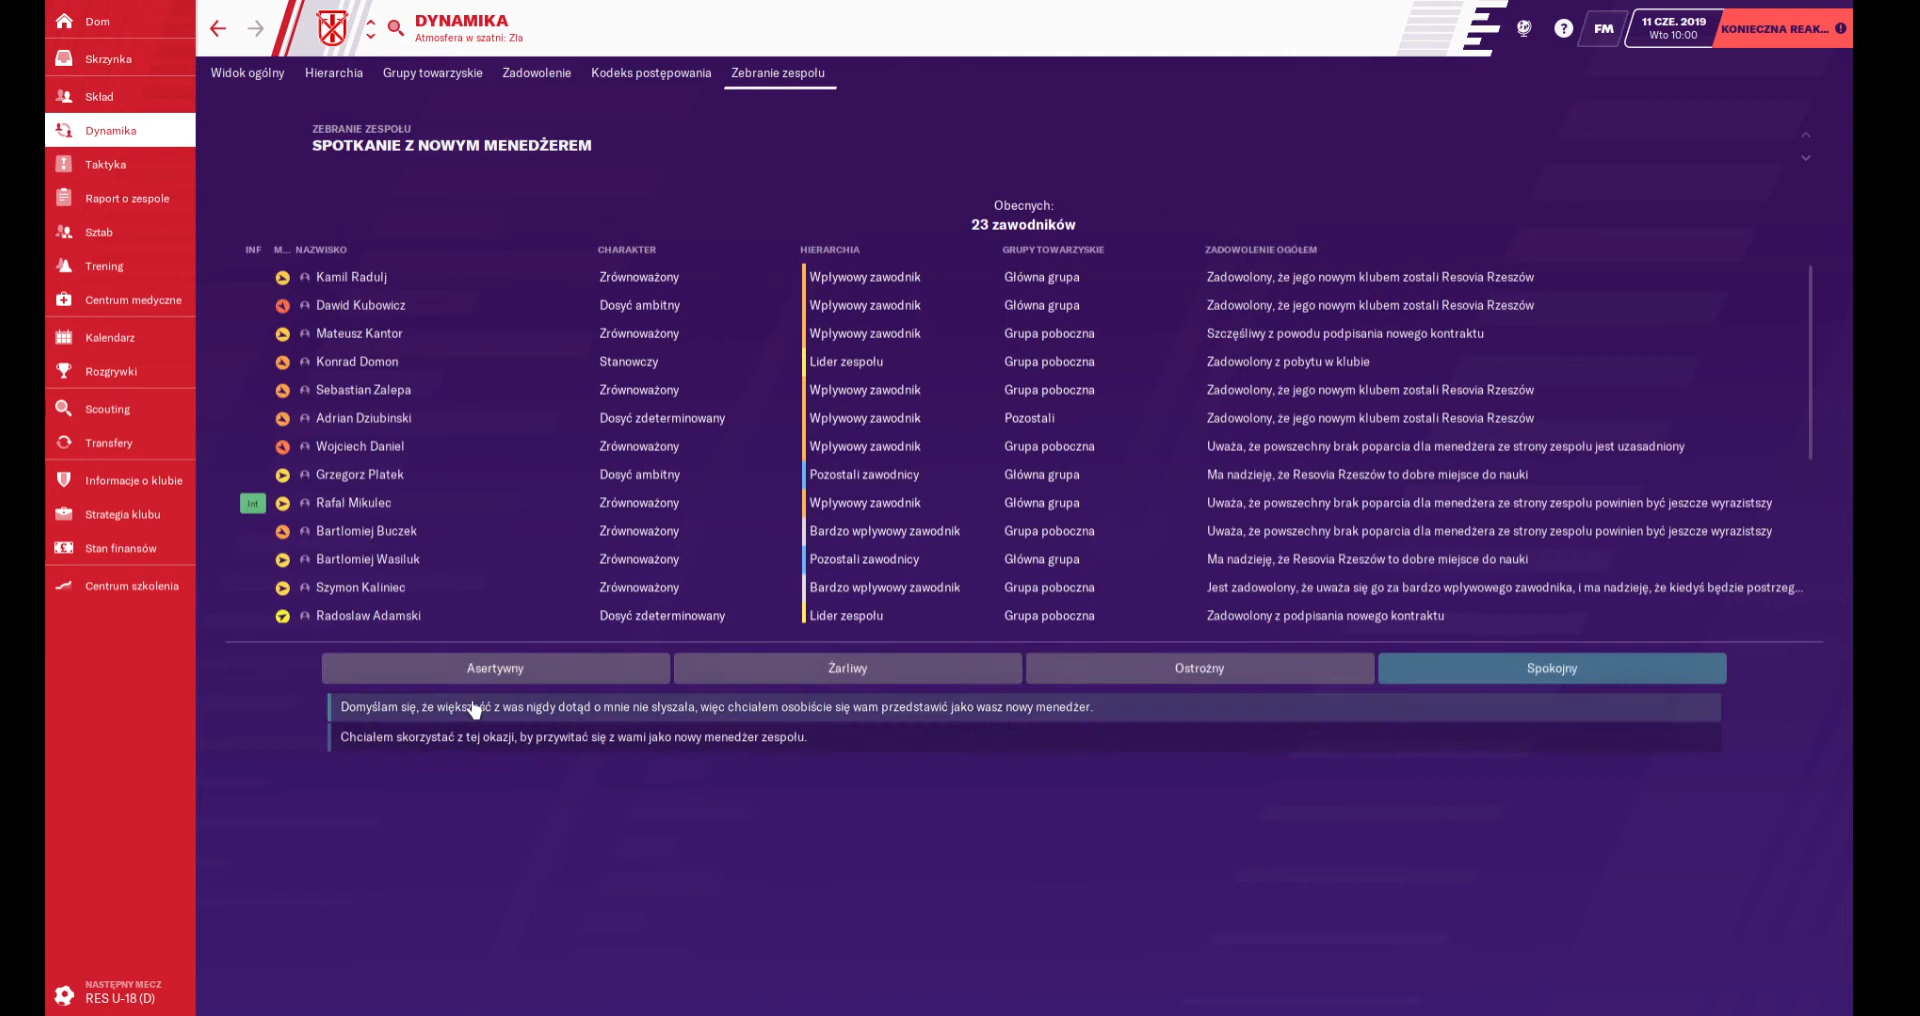 Dom
Skrzynka
Skład
Dynamika
Taktyka
Raport o zespole
Sztab
Trening
Centrum medyczne
Kalendarz
Rozgrywki
Scouting
Transfery
Informacje o klubie
Strategia klubu
Stan finansów
Centrum szkolenia
NASTĘPNY MECZ
RES U-18 (D)
DYNAMIKA
Atmosfera w szatni: Zła
FM
11 CZE. 2019
Wto 10:00
KONIECZNA REAK...
Widok ogólny Hierarchia Grupy towarzyskie Zadowolenie Kodeks postępowania Zebranie zespołu
ZEBRANIE ZESPOŁU
SPOTKANIE Z NOWYM MENEDŻEREM
Obecnych:
23 zawodników
INF M... NAZWISKO CHARAKTER HIERARCHIA GRUPY TOWARZYSKIE ZADOWOLENIE OGÓŁEM
Kamil Radulj Zrównoważony Wpływowy zawodnik Główna grupa Zadowolony, że jego nowym klubem zostali Resovia Rzeszów
Dawid Kubowicz Dosyć ambitny Wpływowy zawodnik Główna grupa Zadowolony, że jego nowym klubem zostali Resovia Rzeszów
Mateusz Kantor Zrównoważony Wpływowy zawodnik Grupa poboczna Szczęśliwy z powodu podpisania nowego kontraktu
Konrad Domon Stanowczy Lider zespołu Grupa poboczna Zadowolony z pobytu w klubie
Sebastian Zalepa Zrównoważony Wpływowy zawodnik Grupa poboczna Zadowolony, że jego nowym klubem zostali Resovia Rzeszów
Adrian Dziubinski Dosyć zdeterminowany Wpływowy zawodnik Pozostali Zadowolony, że jego nowym klubem zostali Resovia Rzeszów
Wojciech Daniel Zrównoważony Wpływowy zawodnik Grupa poboczna Uważa, że powszechny brak poparcia dla menedżera ze strony zespołu jest uzasadniony
Grzegorz Platek Dosyć ambitny Pozostali zawodnicy Główna grupa Ma nadzieję, że Resovia Rzeszów to dobre miejsce do nauki
Int Rafal Mikulec Zrównoważony Wpływowy zawodnik Główna grupa Uważa, że powszechny brak poparcia dla menedżera ze strony zespołu powinien być jeszcze wyrazistszy
Bartlomiej Buczek Zrównoważony Bardzo wpływowy zawodnik Grupa poboczna Uważa, że powszechny brak poparcia dla menedżera ze strony zespołu powinien być jeszcze wyrazistszy
Bartlomiej Wasiluk Zrównoważony Pozostali zawodnicy Główna grupa Ma nadzieję, że Resovia Rzeszów to dobre miejsce do nauki
Szymon Kaliniec Zrównoważony Bardzo wpływowy zawodnik Grupa poboczna Jest zadowolony, że uważa się go za bardzo wpływowego zawodnika, i ma nadzieję, że kiedyś będzie postrzeg...
Radoslaw Adamski Dosyć zdeterminowany Lider zespołu Grupa poboczna Zadowolony z podpisania nowego kontraktu
Asertywny Żarliwy Ostrożny Spokojny
Domyślam się, że większość z was nigdy dotąd o mnie nie słyszała, więc chciałem osobiście się wam przedstawić jako wasz nowy menedżer.
Chciałem skorzystać z tej okazji, by przywitać się z wami jako nowy menedżer zespołu.